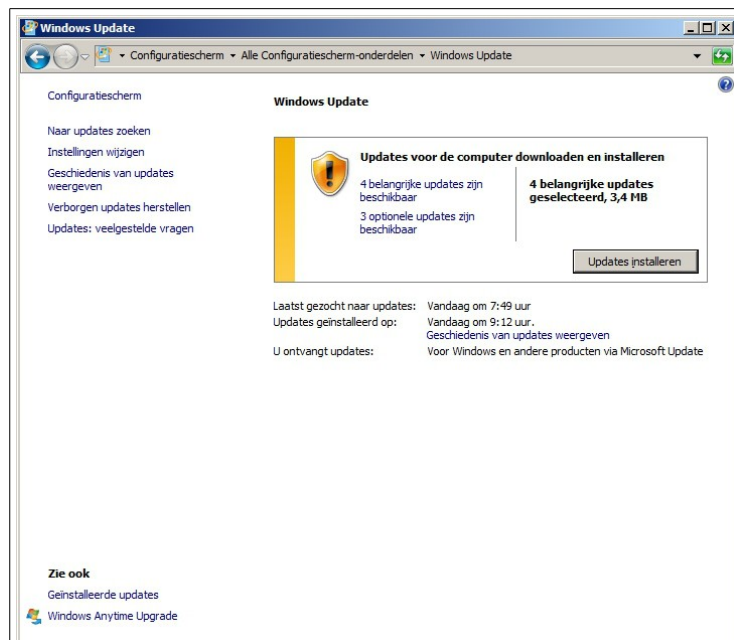 Windows Update
Configuratiescherm ▾ Alle Configuratiescherm-onderdelen ▾ Windows Update
Configuratiescherm
Naar updates zoeken
Instellingen wijzigen
Geschiedenis van updates
weergeven
Verborgen updates herstellen
Updates: veelgestelde vragen
Windows Update
Updates voor de computer downloaden en installeren
4 belangrijke updates zijn
beschikbaar
3 optionele updates zijn
beschikbaar
4 belangrijke updates
geselecteerd, 3,4 MB
Updates installeren
Laatst gezocht naar updates: Vandaag om 7:49 uur
Updates geïnstalleerd op: Vandaag om 9:12 uur.
Geschiedenis van updates weergeven
U ontvangt updates: Voor Windows en andere producten via Microsoft Update
Zie ook
Geïnstalleerde updates
Windows Anytime Upgrade